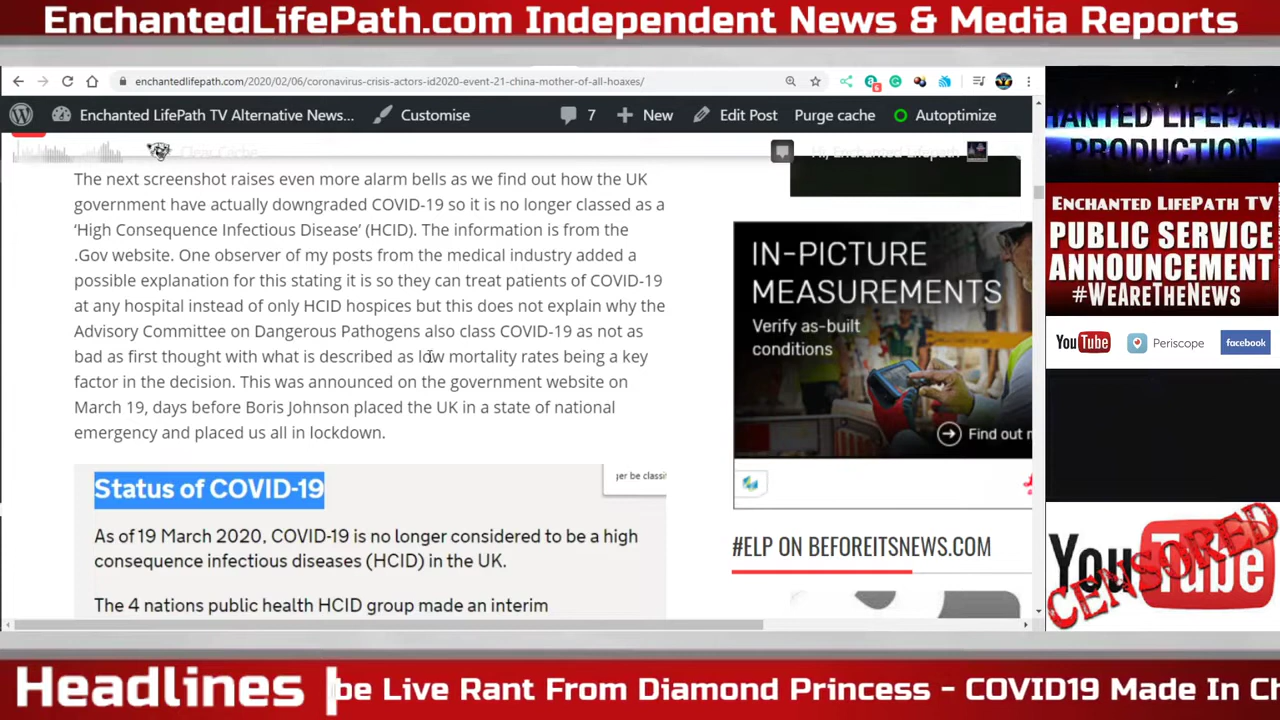 EnchantedLifePath.com Independent News & Media Reports
enchantedlifepath.com/2020/02/06/coronavirus-crisis-actors-id2020-event-21-china-mother-of-all-hoaxes/
Enchanted LifePath TV Alternative News... Customise 7 New Edit Post Purge cache Autoptimize
Clear Cache
Hi, Enchanted Lifepath
The next screenshot raises even more alarm bells as we find out how the UK
government have actually downgraded COVID-19 so it is no longer classed as a
‘High Consequence Infectious Disease’ (HCID). The information is from the
.Gov website. One observer of my posts from the medical industry added a
possible explanation for this stating it is so they can treat patients of COVID-19
at any hospital instead of only HCID hospices but this does not explain why the
Advisory Committee on Dangerous Pathogens also class COVID-19 as not as
bad as first thought with what is described as low mortality rates being a key
factor in the decision. This was announced on the government website on
March 19, days before Boris Johnson placed the UK in a state of national
emergency and placed us all in lockdown.
ger be classi
Status of COVID-19
As of 19 March 2020, COVID-19 is no longer considered to be a high
consequence infectious diseases (HCID) in the UK.
The 4 nations public health HCID group made an interim
IN-PICTURE
MEASUREMENTS
Verify as-built
conditions
Find out m
#ELP ON BEFOREITSNEWS.COM
HANTED LIFEPATH
PRODUCTION
ENCHANTED LIFEPATH TV
PUBLIC SERVICE
ANNOUNCEMENT
#WEARETHENEWS
YouTube Periscope facebook
YouTube
CENSORED
Headlines be Live Rant From Diamond Princess - COVID19 Made In Ch